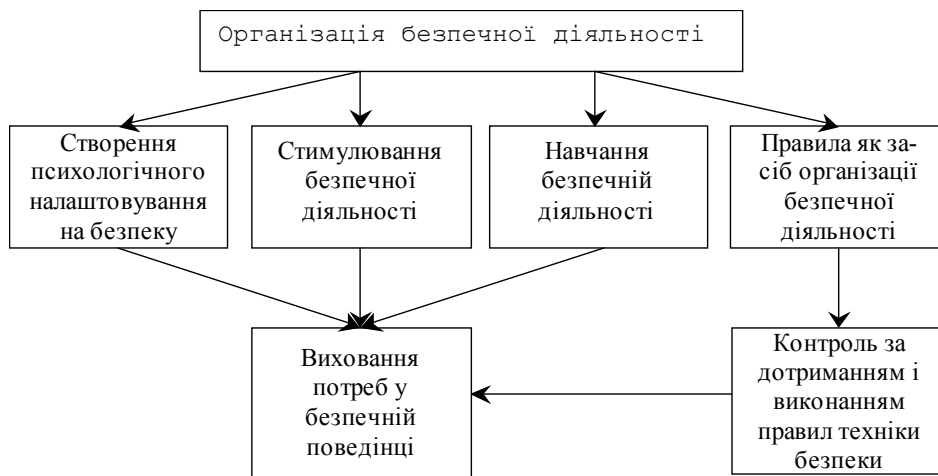 Організація безпечної діяльності
Створення
психологічного
налаштовування
на безпеку
Стимулювання
безпечної
діяльності
Навчання
безпечній
діяльності
Правила як за-
сіб організації
безпечної
діяльності
Виховання
потреб у
безпечній
поведінці
Контроль за
дотриманням і
виконанням
правил техніки
безпеки